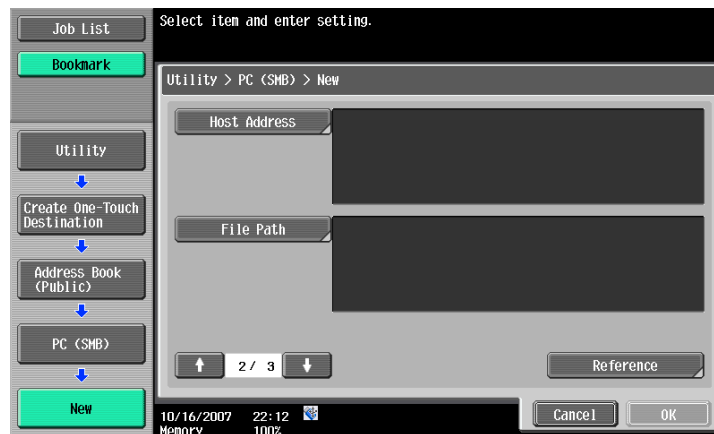 Job List
Bookmark
Utility
Create One-Touch
Destination
Address Book
(Public)
PC (SMB)
New
Select item and enter setting.
Utility > PC (SMB) > New
Host Address
File Path
2/ 3
Reference
10/16/2007 22:12
Memory 100%
Cancel
OK